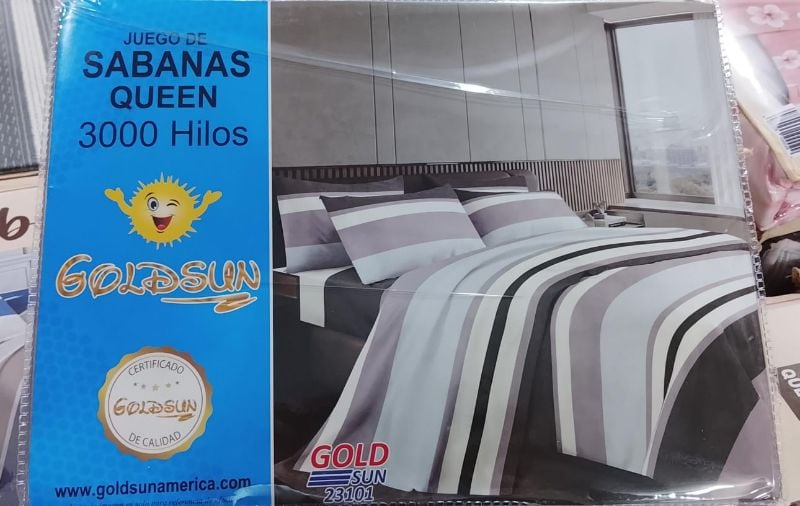 JUEGO DE
SABANAS
QUEEN
3000 Hilos
GOLDSUN
CERTIFICADO
GOLDSUN
DE CALIDAD
www.goldsunamerica.com
GOLD
SUN
23101